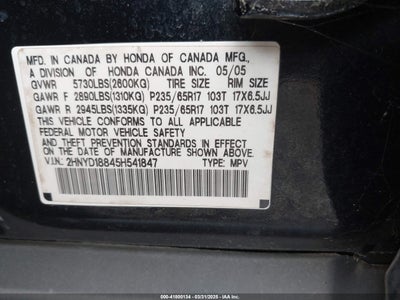 MFD. IN CANADA BY HONDA OF CANADA MFG.,
A DIVISION OF HONDA CANADA INC. 05/05
GVWR 5730LBS(2600KG) TIRE SIZE RIM SIZE
GAWR F 2890LBS(1310KG) P235/65R17 103T 17X6.5JJ
GAWR R 2945LBS(1335KG) P235/65R17 103T 17X6.5JJ
THIS VEHICLE CONFORMS TO ALL APPLICABLE
FEDERAL MOTOR VEHICLE SAFETY
AND THEFT PREVENTION STANDARDS IN EFFECT
ON THE DATE OF MANUFACTURE SHOWN ABOVE.
V.I.N: 2HNYD18845H541847 TYPE: MPV
000-41800134 - 03/31/2025 - IAA Inc.